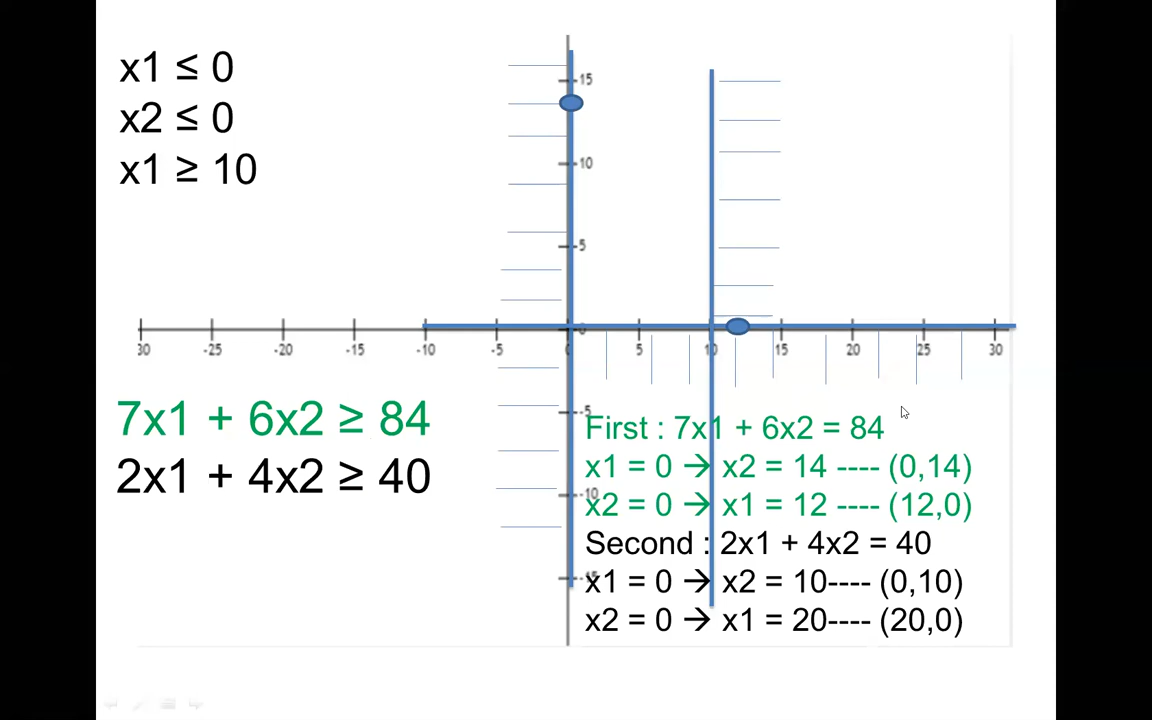 x1 ≤ 0
x2 ≤ 0
x1 ≥ 10
15
10
5
0
30 -25 -20 -15 -10 -5 0 5 10 15 20 25 30
-5
-10
-15
7x1 + 6x2 ≥ 84
2x1 + 4x2 ≥ 40
First : 7x1 + 6x2 = 84
x1 = 0 → x2 = 14 ---- (0,14)
x2 = 0 → x1 = 12 ---- (12,0)
Second : 2x1 + 4x2 = 40
x1 = 0 → x2 = 10---- (0,10)
x2 = 0 → x1 = 20---- (20,0)